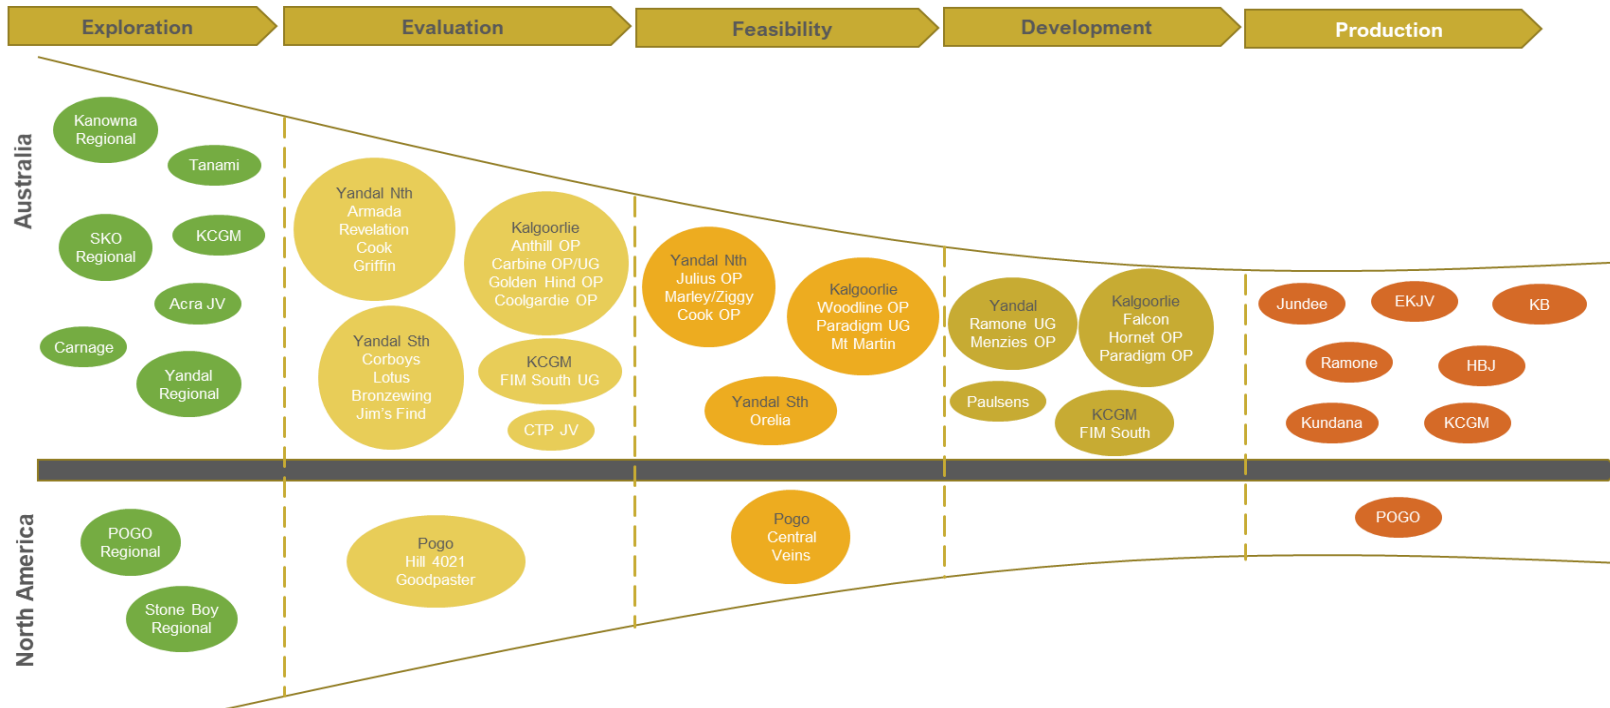 Exploration
Evaluation
Feasibility
Development
Production
Australia
Kanowna
Regional
Tanami
SKO
Regional
KCGM
Acra JV
Carnage
Yandal
Regional
Yandal Nth
Armada
Revelation
Cook
Griffin
Kalgoorlie
Anthill OP
Carbine OP/UG
Golden Hind OP
Coolgardie OP
Yandal Sth
Corboys
Lotus
Bronzewing
Jim's Find
KCGM
FIM South UG
CTP JV
Yandal Nth
Julius OP
Marley/Ziggy
Cook OP
Kalgoorlie
Woodline OP
Paradigm UG
Mt Martin
Yandal Sth
Orelia
Yandal
Ramone UG
Menzies OP
Kalgoorlie
Falcon
Hornet OP
Paradigm OP
Paulsens
KCGM
FIM South
Jundee
EKJV
KB
Ramone
HBJ
Kundana
KCGM
North America
POGO
Regional
Stone Boy
Regional
Pogo
Hill 4021
Goodpaster
Pogo
Central
Veins
POGO